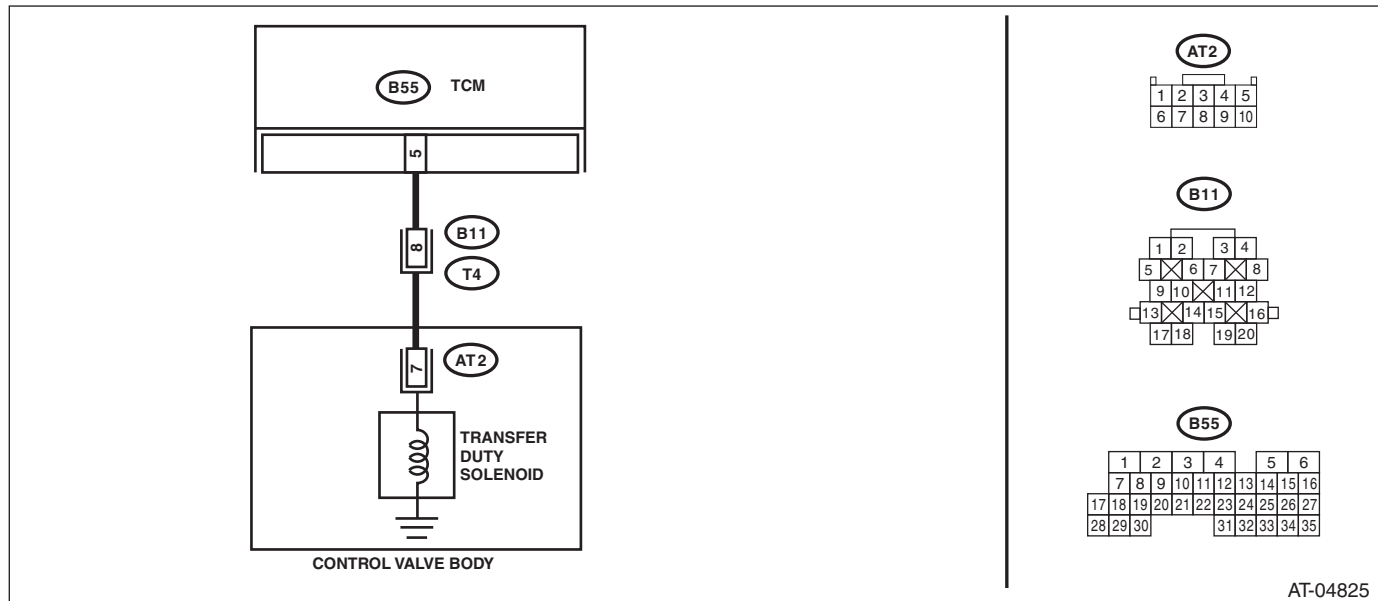 B55 TCM
5
8
B11
T4
7
AT2
TRANSFER
DUTY
SOLENOID
CONTROL VALVE BODY
AT2
1 2 3 4 5
6 7 8 9 10
B11
1 2 3 4
5 6 7 8
9 10 11 12
13 14 15 16
17 18 19 20
B55
1 2 3 4 5 6
7 8 9 10 11 12 13 14 15 16
17 18 19 20 21 22 23 24 25 26 27
28 29 30 31 32 33 34 35
AT-04825